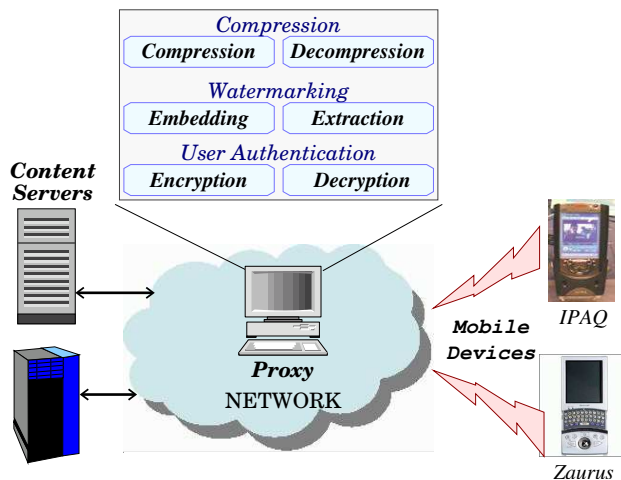 Compression
Compression Decompression
Watermarking
Embedding Extraction
User Authentication
Encryption Decryption
Content
Servers
Proxy
NETWORK
Mobile
Devices
IPAQ
Zaurus